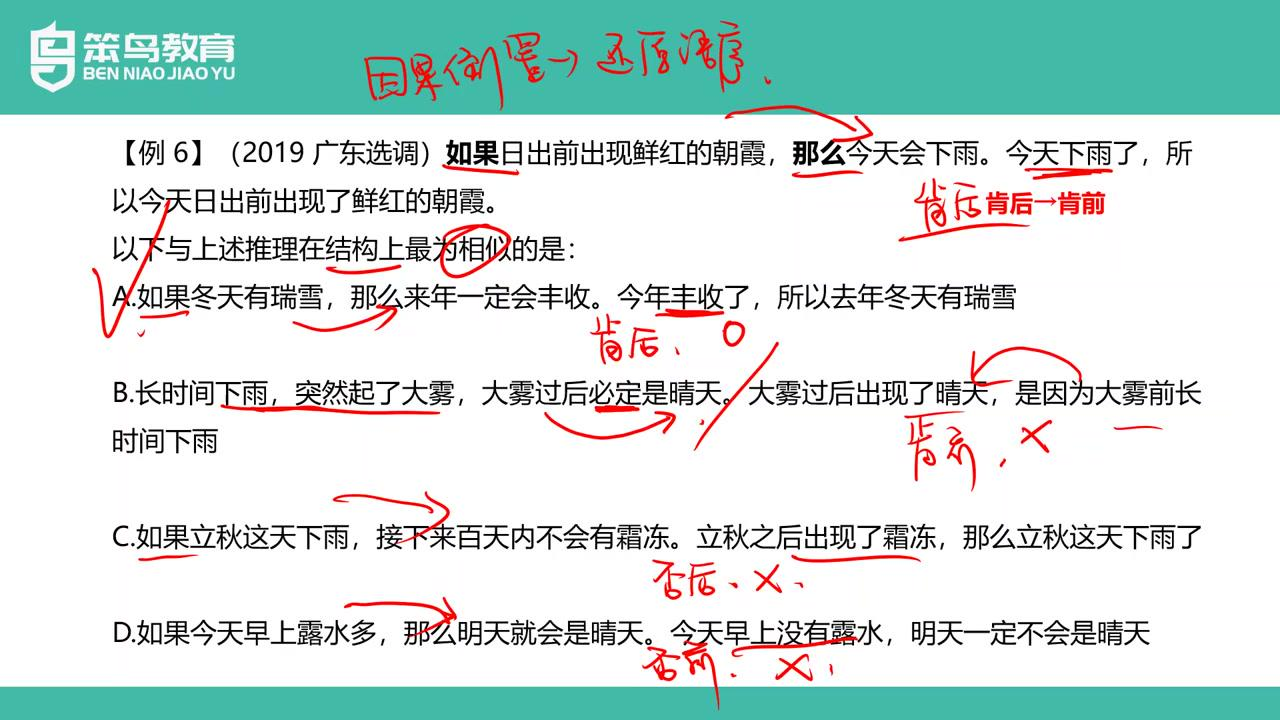 笨鸟教育
BEN NIAO JIAO YU
因果倒置→还原语序.
【例 6】（2019 广东选调）如果日出前出现鲜红的朝霞，那么今天会下雨。今天下雨了，所
以今天日出前出现了鲜红的朝霞。
肯后 肯后→肯前
以下与上述推理在结构上最为相似的是：
A.如果冬天有瑞雪，那么来年一定会丰收。今年丰收了，所以去年冬天有瑞雪
肯后、
B.长时间下雨，突然起了大雾，大雾过后必定是晴天。大雾过后出现了晴天，是因为大雾前长
时间下雨
肯前. X
C.如果立秋这天下雨，接下来百天内不会有霜冻。立秋之后出现了霜冻，那么立秋这天下雨了
否后、X、
D.如果今天早上露水多，那么明天就会是晴天。今天早上没有露水，明天一定不会是晴天
否前. X、